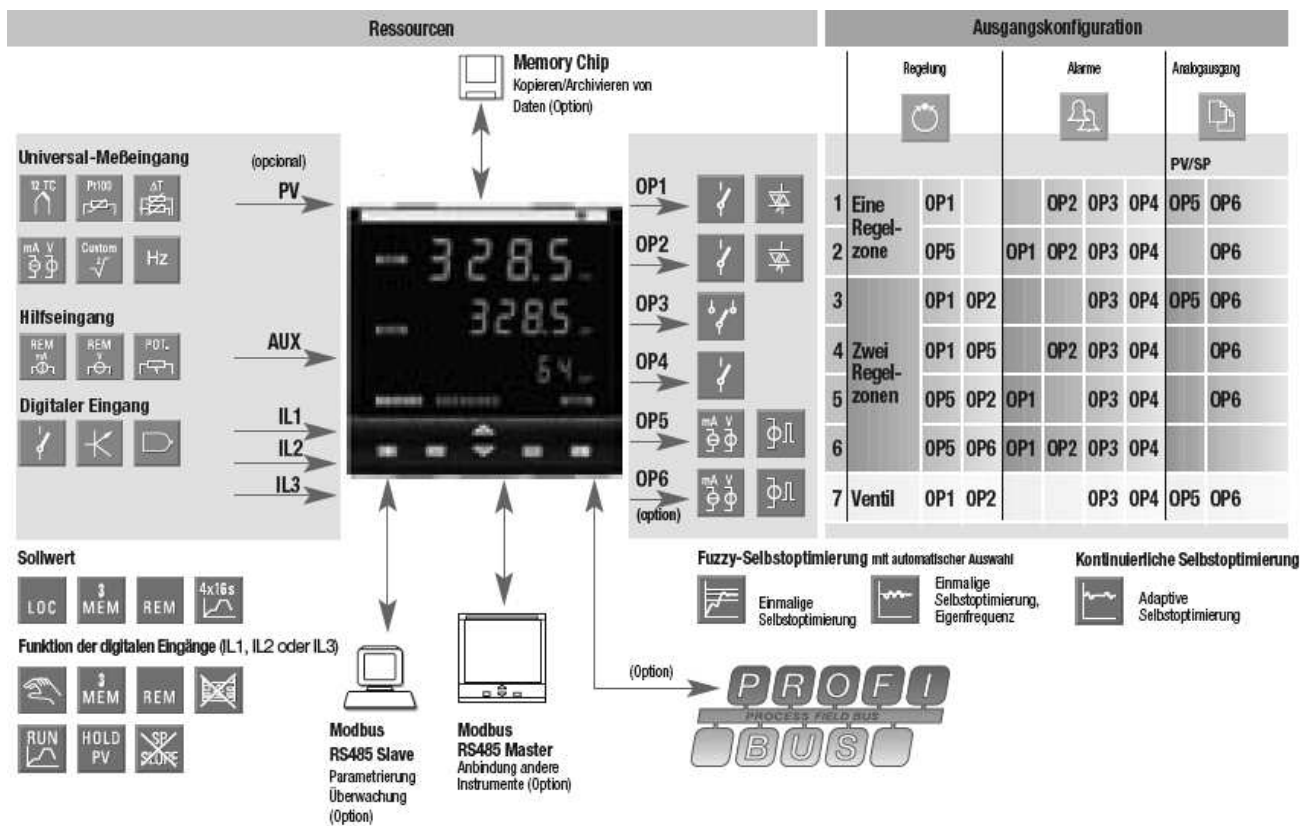 Ressourcen
Ausgangskonfiguration
Memory Chip
Kopieren/Archivieren von
Daten (Option)
Regelung
Alarme
Analogausgang
Universal-Meßeingang
(opcional)
PV
12 TC
Pt100
ΔT
mA V
Custom
Hz
Hilfseingang
REM
mA
REM
V
POT.
AUX
Digitaler Eingang
IL1
IL2
IL3
328.5
328.5
64
OP1
OP2
OP3
OP4
OP5
mA V
OP6
(option)
mA V
PV/SP
1 Eine Regel-zone OP1 OP2 OP3 OP4 OP5 OP6
2 OP5 OP1 OP2 OP3 OP4 OP6
3 OP1 OP2 OP3 OP4 OP5 OP6
4 Zwei Regel-zonen OP1 OP5 OP2 OP3 OP4 OP6
5 OP5 OP2 OP1 OP3 OP4 OP6
6 OP5 OP6 OP1 OP2 OP3 OP4
7 Ventil OP1 OP2 OP3 OP4 OP5 OP6
Sollwert
LOC
3 MEM
REM
4x16s
Funktion der digitalen Eingänge (IL1, IL2 oder IL3)
3 MEM
REM
RUN
HOLD PV
SP SLOPE
Modbus
RS485 Slave
Parametrierung
Überwachung
(Option)
Modbus
RS485 Master
Anbindung andere
Instrumente (Option)
Fuzzy-Selbstoptimierung mit automatischer Auswahl
Einmalige
Selbstoptimierung
Einmalige
Selbstoptimierung,
Eigenfrequenz
Kontinuierliche Selbstoptimierung
Adaptive
Selbstoptimierung
(Option)
PROFI
PROCESS FIELD BUS
BUS